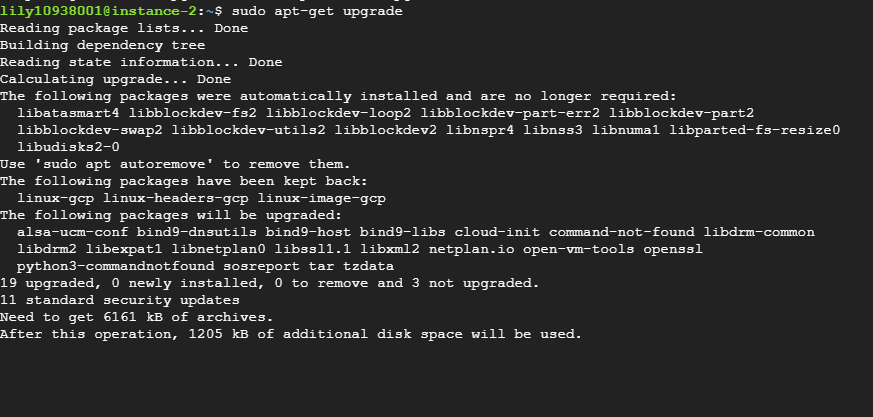 lily10938001@instance-2:~$ sudo apt-get upgrade
Reading package lists... Done
Building dependency tree
Reading state information... Done
Calculating upgrade... Done
The following packages were automatically installed and are no longer required:
  libatasmart4 libblockdev-fs2 libblockdev-loop2 libblockdev-part-err2 libblockdev-part2
  libblockdev-swap2 libblockdev-utils2 libblockdev2 libnspr4 libnss3 libnuma1 libparted-fs-resize0
  libudisks2-0
Use 'sudo apt autoremove' to remove them.
The following packages have been kept back:
  linux-gcp linux-headers-gcp linux-image-gcp
The following packages will be upgraded:
  alsa-ucm-conf bind9-dnsutils bind9-host bind9-libs cloud-init command-not-found libdrm-common
  libdrm2 libexpat1 libnetplan0 libssl1.1 libxml2 netplan.io open-vm-tools openssl
  python3-commandnotfound sosreport tar tzdata
19 upgraded, 0 newly installed, 0 to remove and 3 not upgraded.
11 standard security updates
Need to get 6161 kB of archives.
After this operation, 1205 kB of additional disk space will be used.